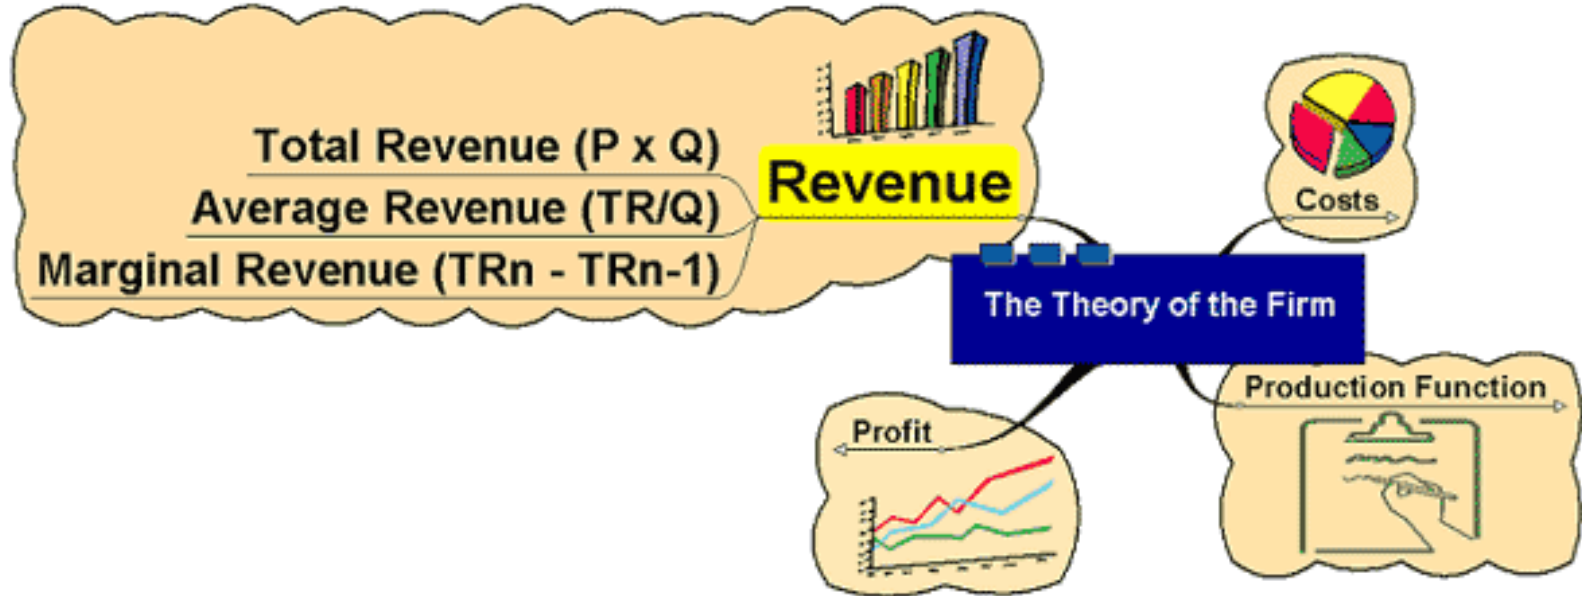 Total Revenue (P x Q)
Average Revenue (TR/Q)
Marginal Revenue (TRn - TRn-1)
Revenue
Costs
The Theory of the Firm
Production Function
Profit